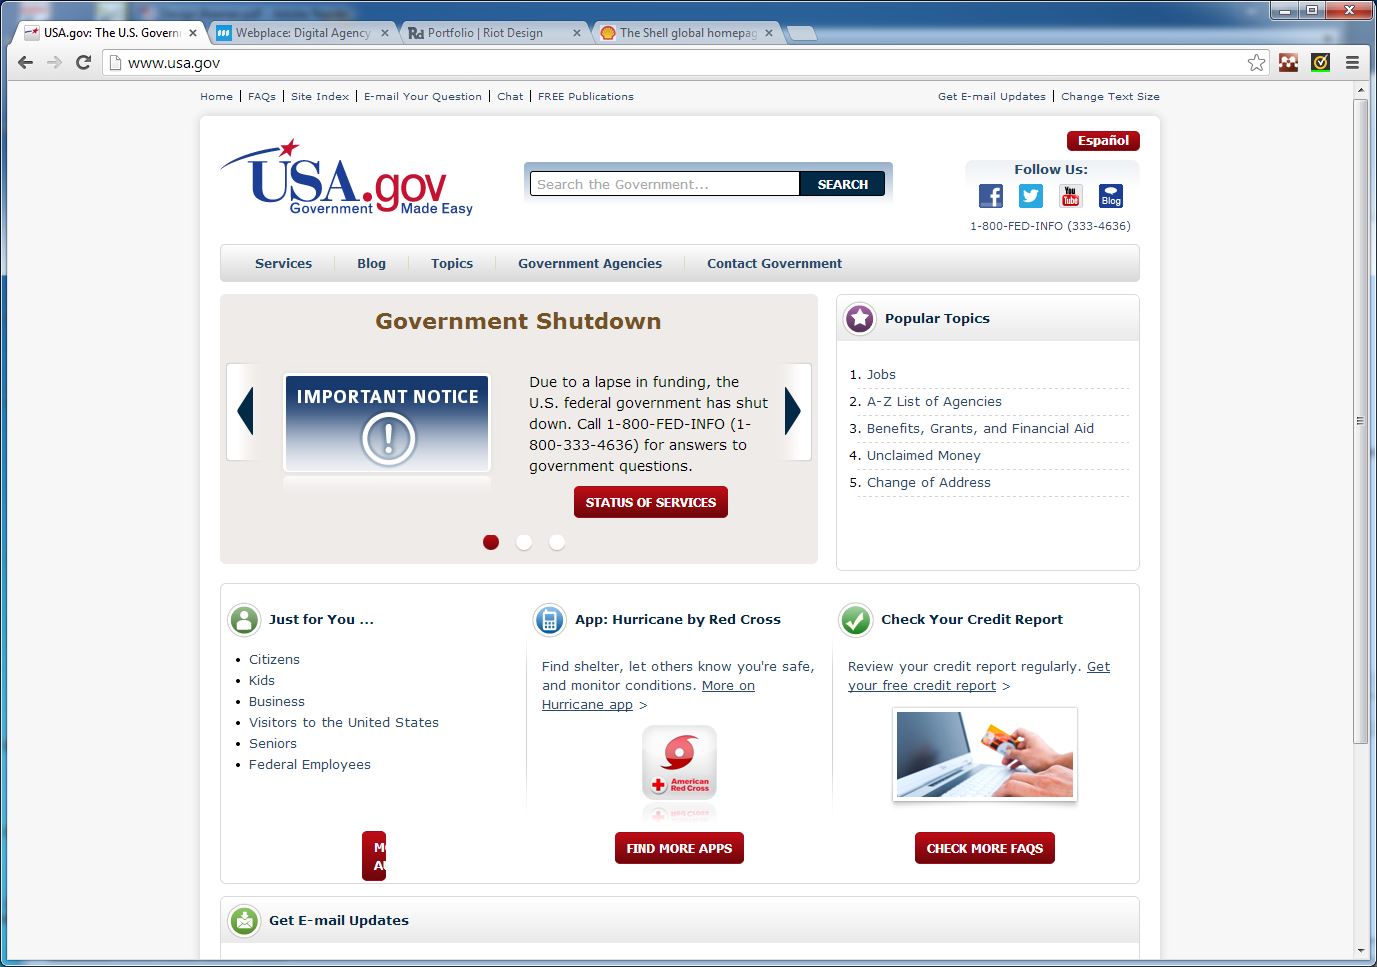 USA.gov: The U.S. Governm
Webplace: Digital Agency
Portfolio | Riot Design
The Shell global homepag
www.usa.gov
Home | FAQs | Site Index | E-mail Your Question | Chat | FREE Publications
Get E-mail Updates | Change Text Size
Español
USA.gov
Government Made Easy
Search the Government...
SEARCH
Follow Us:
You Tube
Blog
1-800-FED-INFO (333-4636)
Services
Blog
Topics
Government Agencies
Contact Government
Government Shutdown
IMPORTANT NOTICE
!
Due to a lapse in funding, the
U.S. federal government has shut
down. Call 1-800-FED-INFO (1-
800-333-4636) for answers to
government questions.
STATUS OF SERVICES
Popular Topics
1. Jobs
2. A-Z List of Agencies
3. Benefits, Grants, and Financial Aid
4. Unclaimed Money
5. Change of Address
Just for You ...
• Citizens
• Kids
• Business
• Visitors to the United States
• Seniors
• Federal Employees
App: Hurricane by Red Cross
Find shelter, let others know you're safe,
and monitor conditions. More on
Hurricane app >
American
Red Cross
FIND MORE APPS
Check Your Credit Report
Review your credit report regularly. Get
your free credit report >
CHECK MORE FAQS
Get E-mail Updates